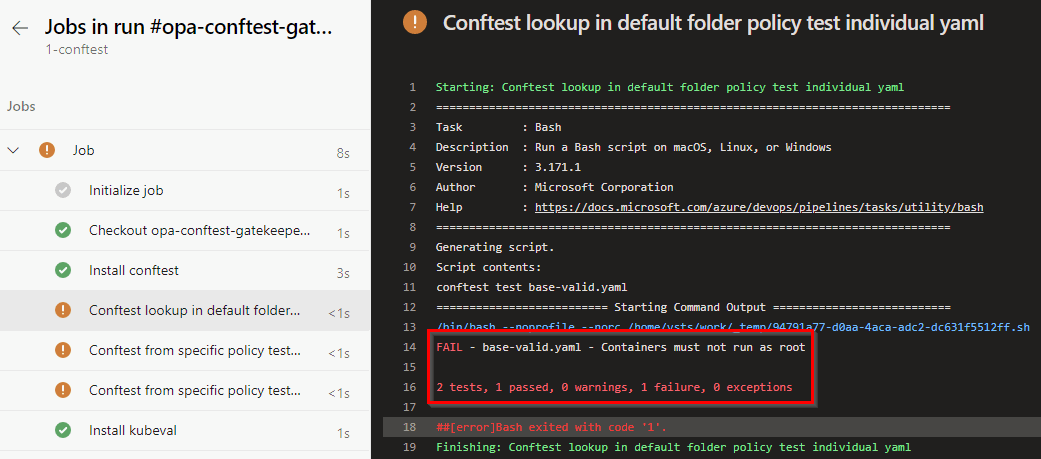 Jobs in run #opa-conftest-gat...
1-conftest
Jobs
Job 8s
Initialize job 1s
Checkout opa-conftest-gatekeepe... 1s
Install conftest 3s
Conftest lookup in default folder... <1s
Conftest from specific policy test... <1s
Conftest from specific policy test... <1s
Install kubeval 1s
Conftest lookup in default folder policy test individual yaml
1 Starting: Conftest lookup in default folder policy test individual yaml
2 ==============================================================================
3 Task : Bash
4 Description : Run a Bash script on macOS, Linux, or Windows
5 Version : 3.171.1
6 Author : Microsoft Corporation
7 Help : https://docs.microsoft.com/azure/devops/pipelines/tasks/utility/bash
8 ==============================================================================
9 Generating script.
10 Script contents:
11 conftest test base-valid.yaml
12 ========================== Starting Command Output ===========================
13 /bin/bash --noprofile --norc /home/vsts/work/_temp/94791a77-d0aa-4aca-adc2-dc631f5512ff.sh
14 FAIL - base-valid.yaml - Containers must not run as root
15
16 2 tests, 1 passed, 0 warnings, 1 failure, 0 exceptions
17
18 ##[error]Bash exited with code '1'.
19 Finishing: Conftest lookup in default folder policy test individual yaml